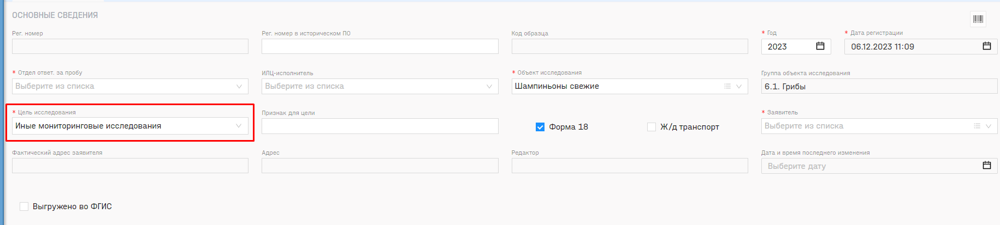 ОСНОВНЫЕ СВЕДЕНИЯ
Рег. номер
Рег. номер в историческом ПО
Код образца
* Год
* Дата регистрации
2023
06.12.2023 11:09
* Отдел ответ. за пробу
ИЛЦ-исполнитель
* Объект исследования
Группа объекта исследования
Выберите из списка
Выберите из списка
Шампиньоны свежие
6.1. Грибы
* Цель исследования
Признак для цели
* Заявитель
Иные мониторинговые исследования
Форма 18
Ж/д транспорт
Выберите из списка
Фактический адрес заявителя
Адрес
Редактор
Дата и время последнего изменения
Выберите дату
Выгружено во ФГИС